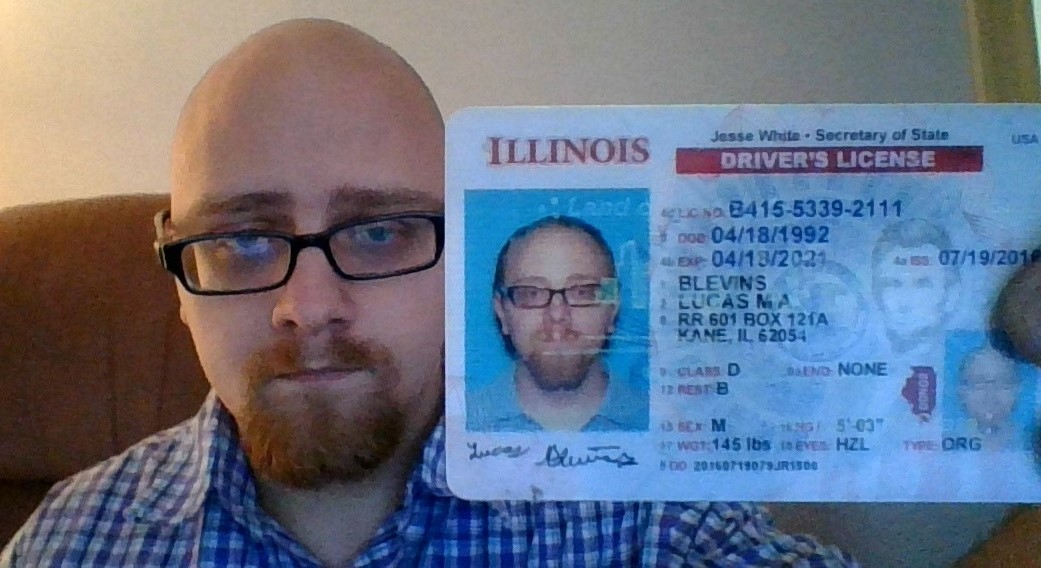 Jesse White • Secretary of State
USA
ILLINOIS
DRIVER'S LICENSE
4d LIC NO. B415-5339-2111
3 DOB: 04/18/1992
4b EXP: 04/18/2021 4a ISS: 07/19/2016
1 BLEVINS
2 LUCAS M A
8 RR 601 BOX 121A
KANE, IL 62054
9 CLASS: D 9a END: NONE
12 REST: B
15 SEX: M 16 HGT: 5'-03"
17 WGT: 145 lbs 18 EYES: HZL TYPE: ORG
5 DD
Lucas Blevins